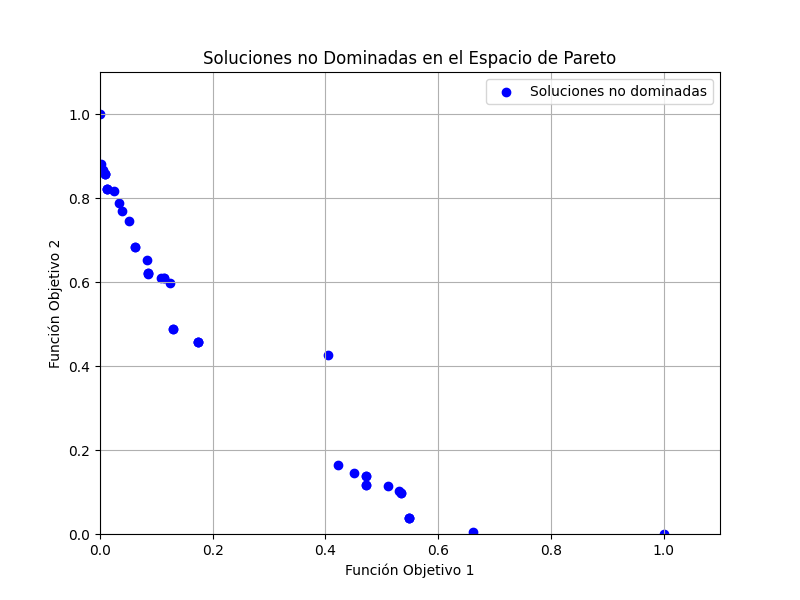 Soluciones no Dominadas en el Espacio de Pareto
Soluciones no dominadas
1.0
0.8
0.6
0.4
0.2
0.0
Función Objetivo 2
0.0 0.2 0.4 0.6 0.8 1.0
Función Objetivo 1